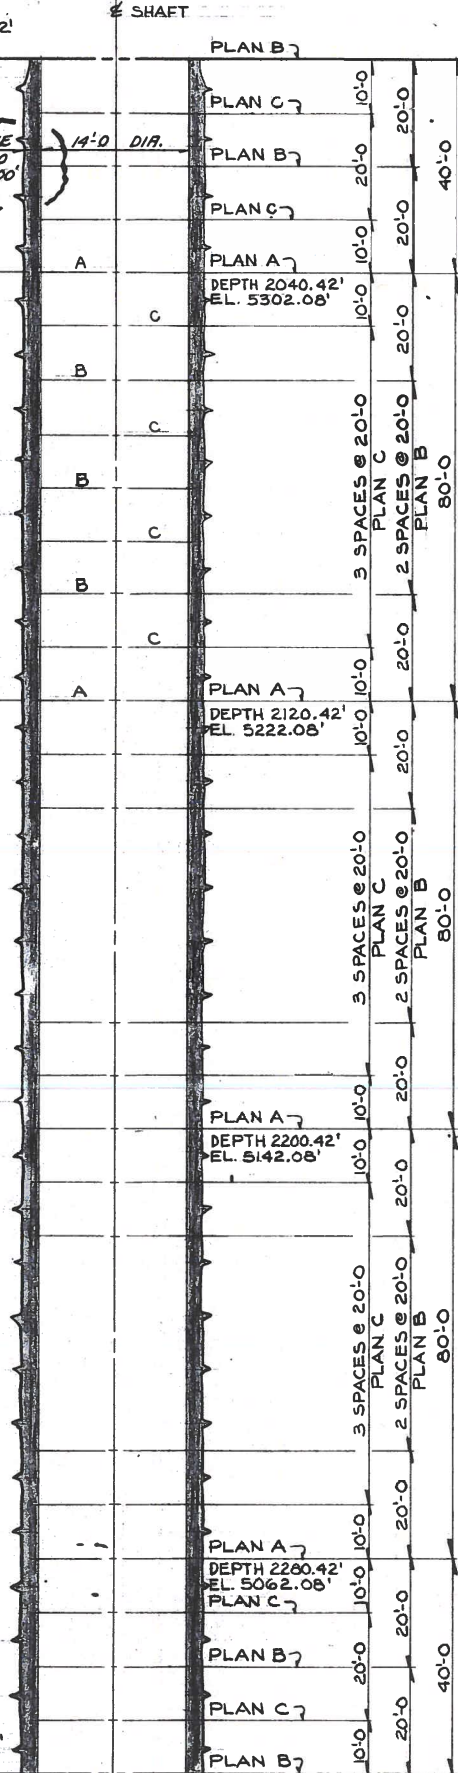 2'
℄ SHAFT
PLAN B
PLAN C
10'-0
20'-0
40'-0
14'-0 DIA.
PLAN B
20'-0
PLAN C
20'-0
PLAN A
10'-0
A
DEPTH 2040.42'
EL. 5302.08'
10'-0
20'-0
C
B
C
B
C
B
C
3 SPACES @ 20'-0
PLAN C
2 SPACES @ 20'-0
PLAN B
80'-0
20'-0
A
PLAN A
10'-0
DEPTH 2120.42'
EL. 5222.08'
10'-0
20'-0
3 SPACES @ 20'-0
PLAN C
2 SPACES @ 20'-0
PLAN B
80'-0
20'-0
PLAN A
10'-0
DEPTH 2200.42'
EL. 5142.08'
10'-0
20'-0
3 SPACES @ 20'-0
PLAN C
2 SPACES @ 20'-0
PLAN B
80'-0
20'-0
PLAN A
10'-0
DEPTH 2280.42'
EL. 5062.08'
10'-0
PLAN C
20'-0
PLAN B
20'-0
40'-0
PLAN C
20'-0
10'-0
PLAN B